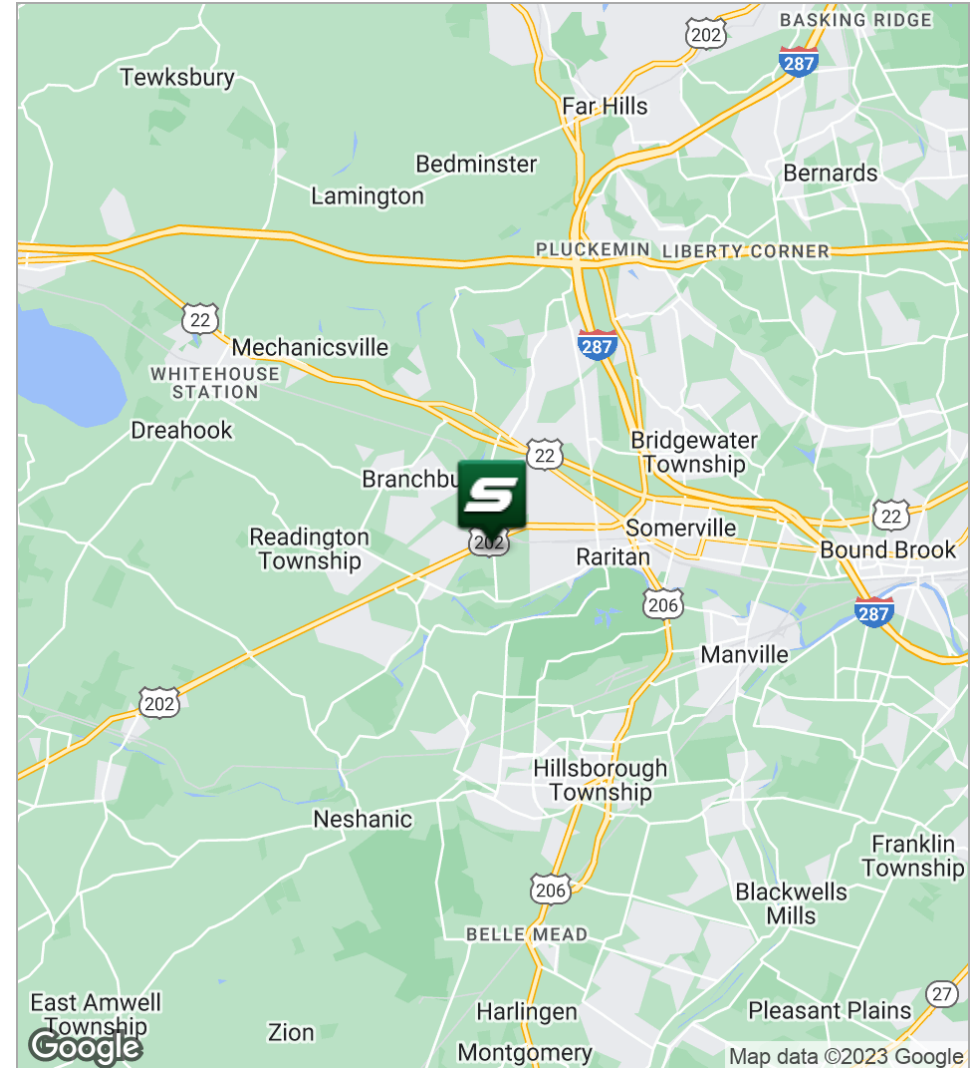 BASKING RIDGE
202
287
Tewksbury
Far Hills
Bedminster
Bernards
Lamington
PLUCKEMIN
LIBERTY CORNER
22
287
Mechanicsville
WHITEHOUSE
STATION
Dreahook
Bridgewater
Township
22
Branchbu
S
22
Somerville
202
Readington
Township
Raritan
Bound Brook
206
287
Manville
202
Hillsborough
Township
Neshanic
Franklin
Township
206
Blackwells
Mills
BELLE MEAD
27
East Amwell
Township
Harlingen
Pleasant Plains
Zion
Google
Montgomery
Map data ©2023 Google